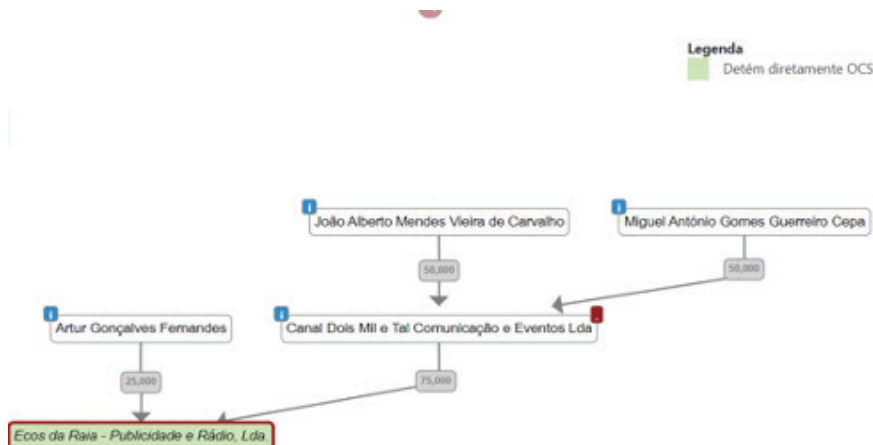 Legenda
Detém diretamente OCS
João Alberto Mendes Vieira de Carvalho
Miguel António Gomes Guerreiro Cepa
50,000
50,000
Artur Gonçalves Fernandes
Canal Dois Mil e Tal Comunicação e Eventos Lda
25,000
75,000
Ecos da Raia - Publicidade e Rádio, Lda.